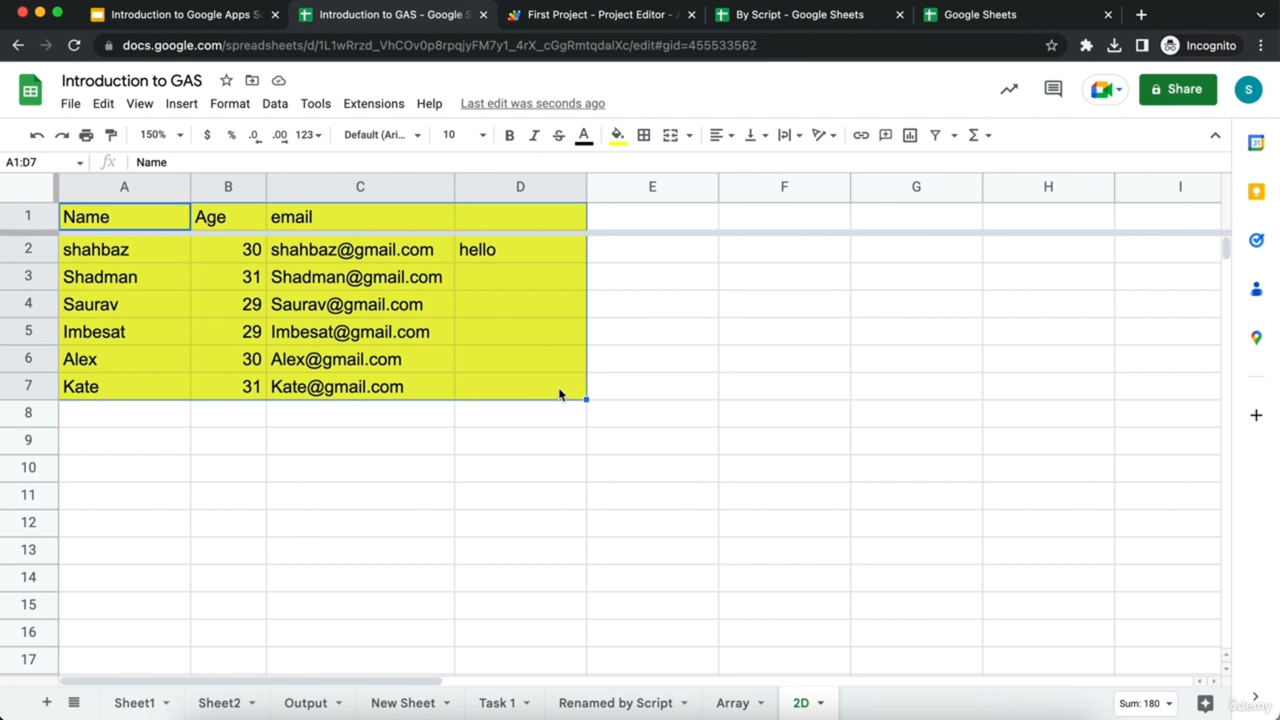 Introduction to Google Apps Sc
Introduction to GAS - Google S
First Project - Project Editor - A
By Script - Google Sheets
Google Sheets
docs.google.com/spreadsheets/d/1L1wRrzd_VhCOv0p8rpqjyFM7y1_4rX_cGgRmtqdalXc/edit#gid=455533562
Incognito
Introduction to GAS
File Edit View Insert Format Data Tools Extensions Help Last edit was seconds ago
Share
S
150% $ % .0 .00 123 Default (Ari... 10 B I S A
A1:D7 fx Name
A B C D E F G H I
1 Name Age email
2 shahbaz 30 shahbaz@gmail.com hello
3 Shadman 31 Shadman@gmail.com
4 Saurav 29 Saurav@gmail.com
5 Imbesat 29 Imbesat@gmail.com
6 Alex 30 Alex@gmail.com
7 Kate 31 Kate@gmail.com
8
9
10
11
12
13
14
15
16
17
Sheet1 Sheet2 Output New Sheet Task 1 Renamed by Script Array 2D Sum: 180
ûdemy